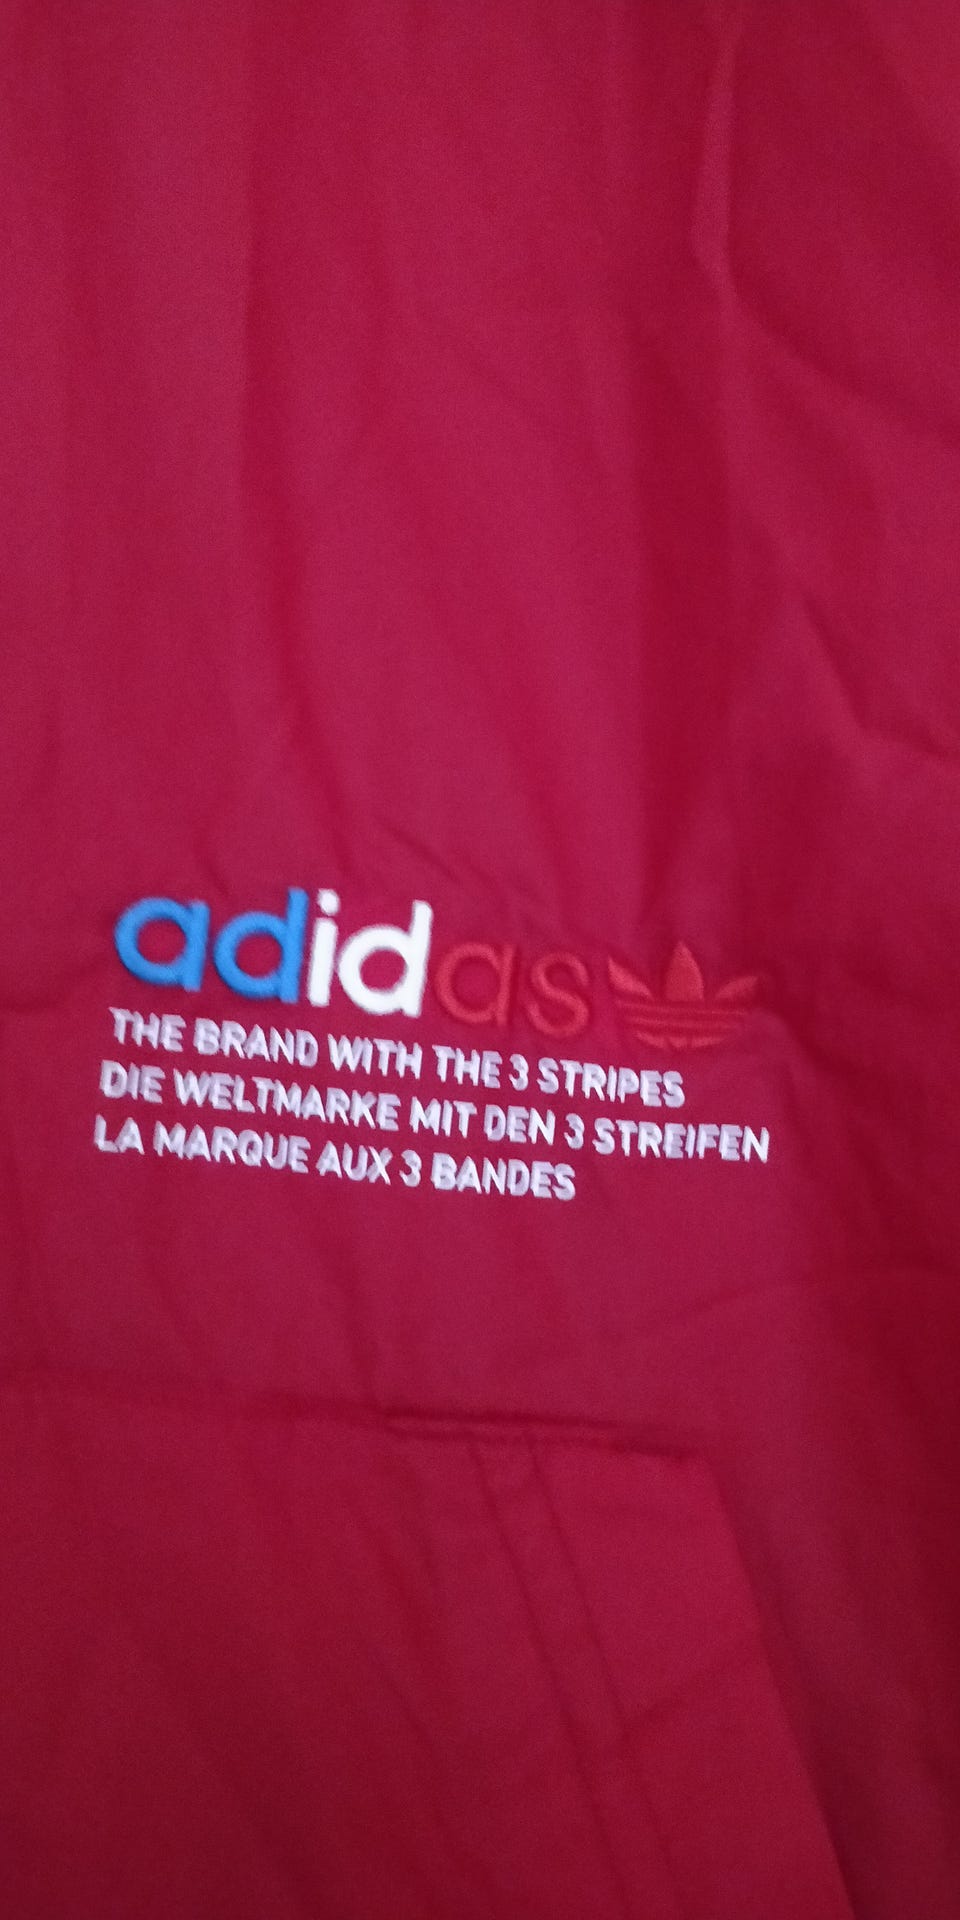 adidas
THE BRAND WITH THE 3 STRIPES
DIE WELTMARKE MIT DEN 3 STREIFEN
LA MARQUE AUX 3 BANDES